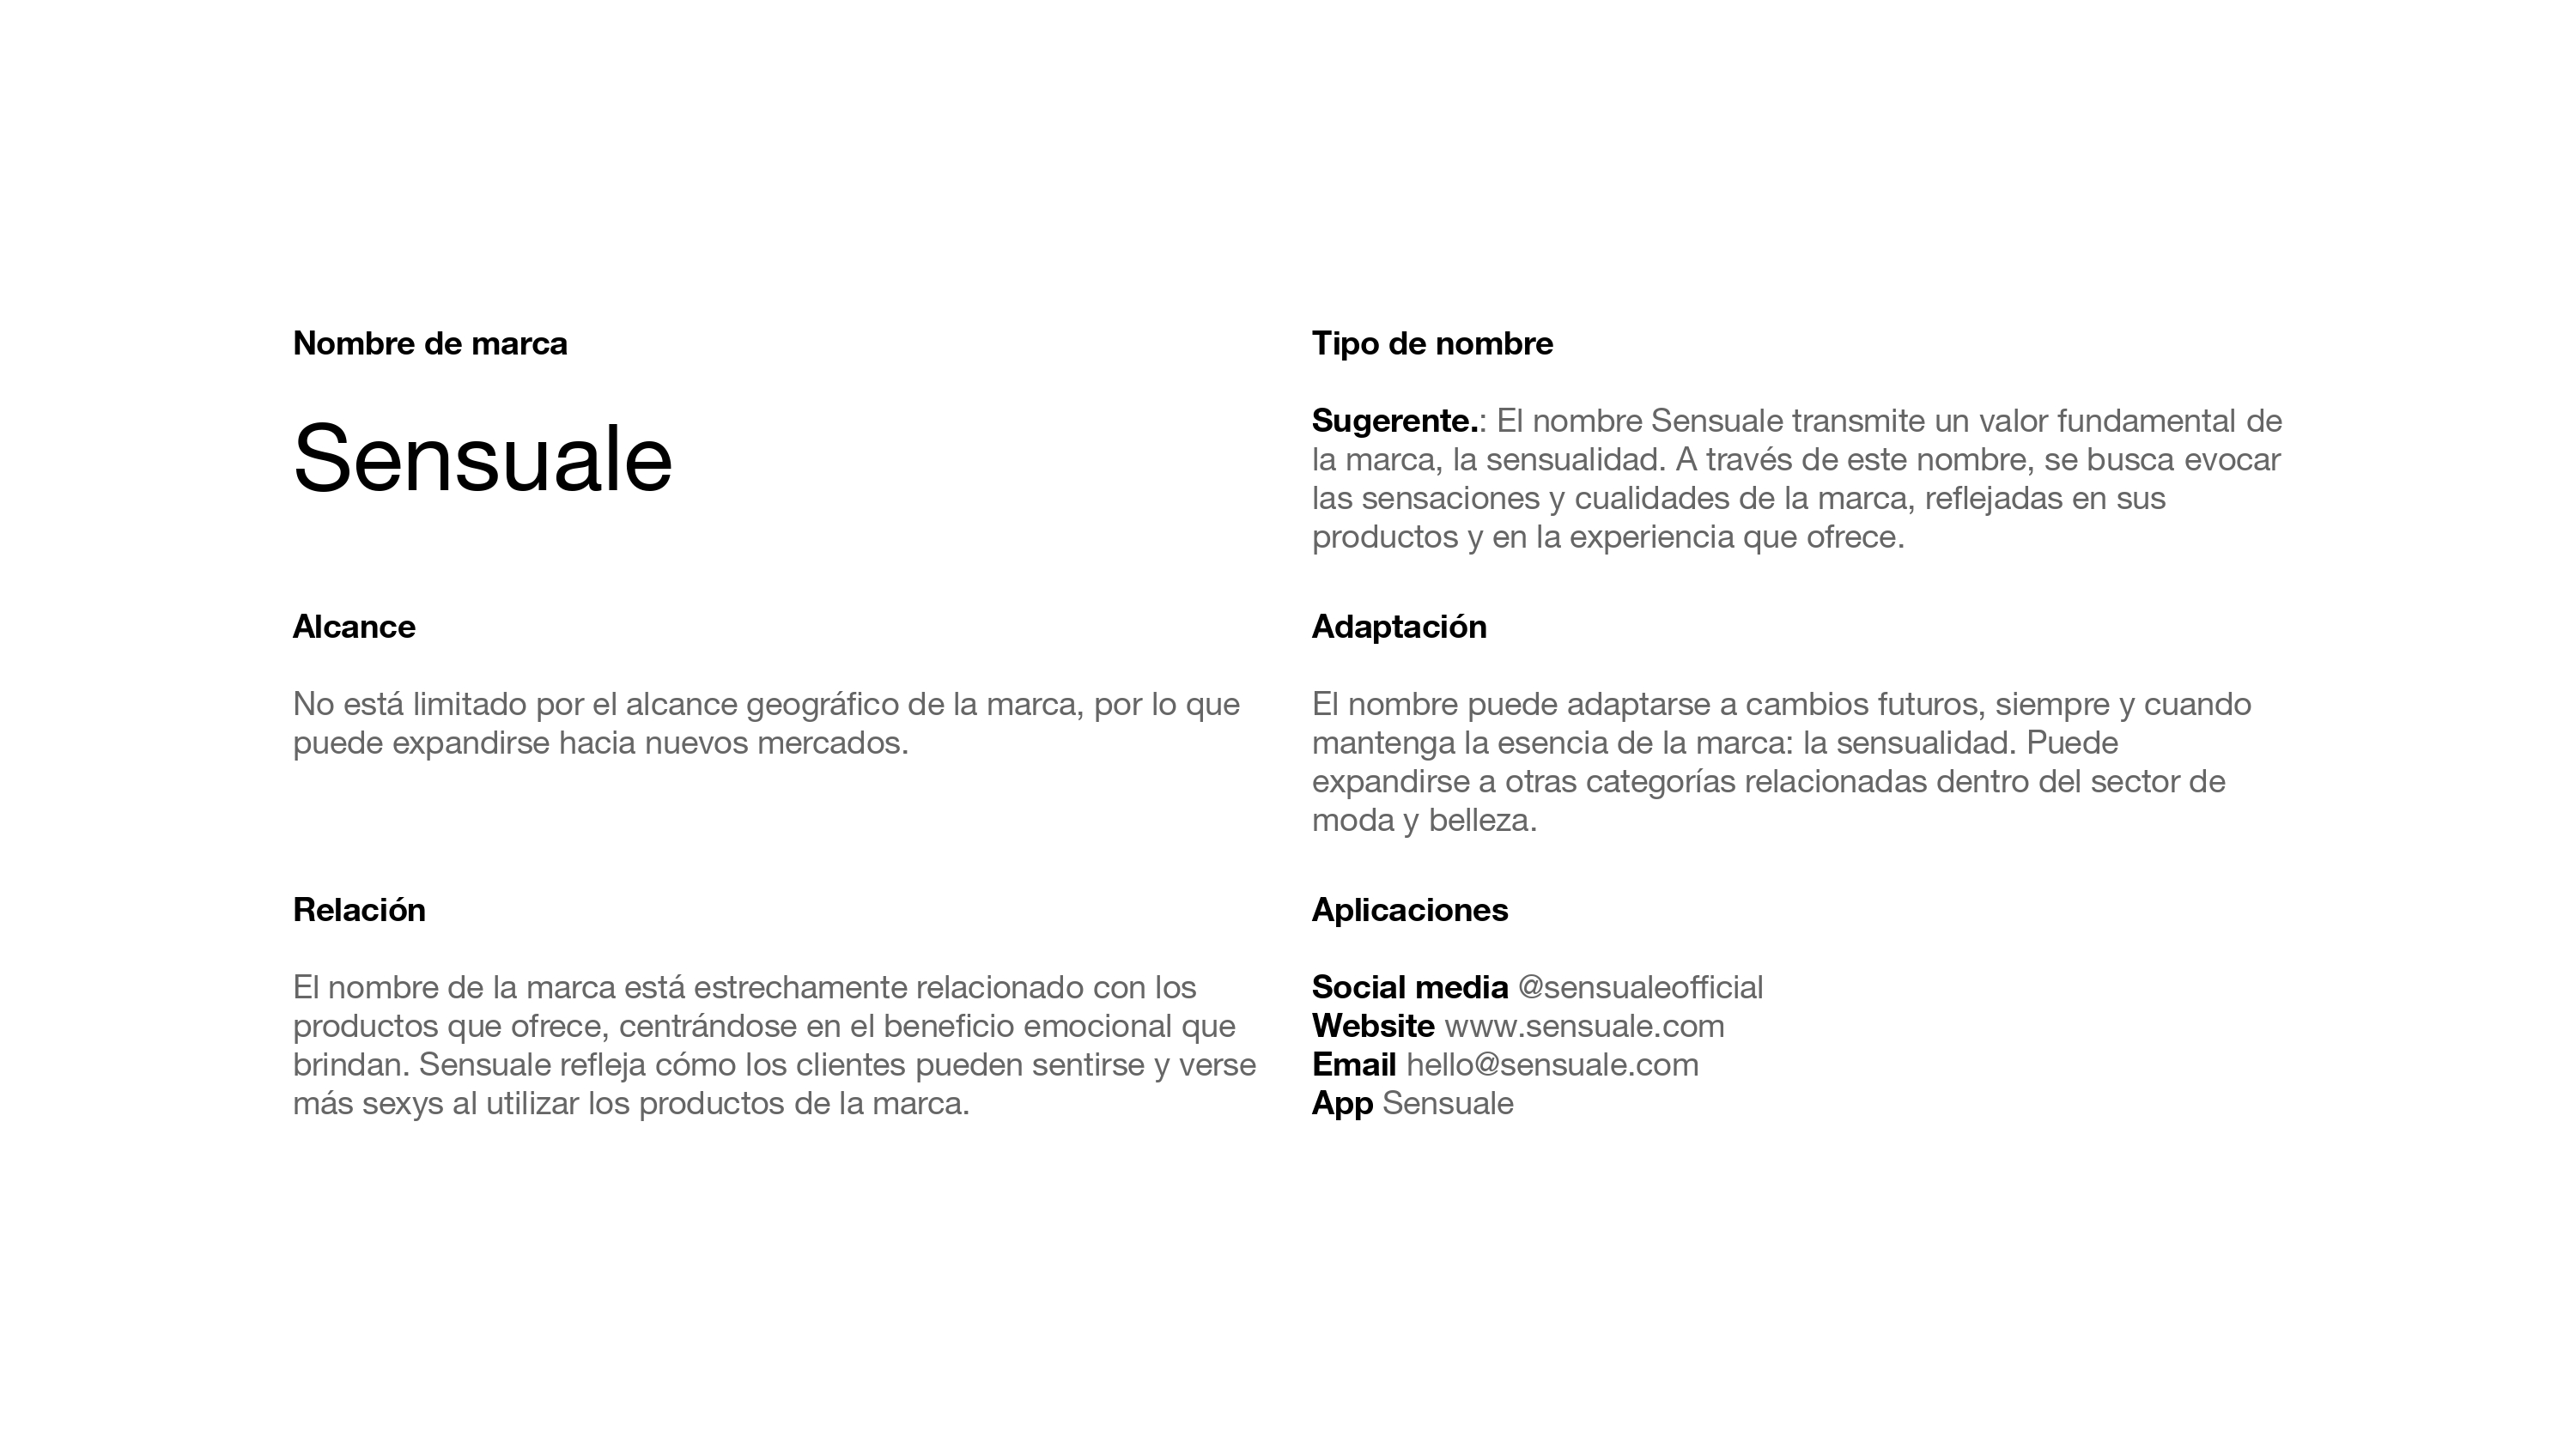 Nombre de marca
Sensuale
Tipo de nombre
Sugerente.: El nombre Sensuale transmite un valor fundamental de
la marca, la sensualidad. A través de este nombre, se busca evocar
las sensaciones y cualidades de la marca, reflejadas en sus
productos y en la experiencia que ofrece.
Alcance
No está limitado por el alcance geográfico de la marca, por lo que
puede expandirse hacia nuevos mercados.
Adaptación
El nombre puede adaptarse a cambios futuros, siempre y cuando
mantenga la esencia de la marca: la sensualidad. Puede
expandirse a otras categorías relacionadas dentro del sector de
moda y belleza.
Relación
El nombre de la marca está estrechamente relacionado con los
productos que ofrece, centrándose en el beneficio emocional que
brindan. Sensuale refleja cómo los clientes pueden sentirse y verse
más sexys al utilizar los productos de la marca.
Aplicaciones
Social media @sensualeofficial
Website www.sensuale.com
Email hello@sensuale.com
App Sensuale